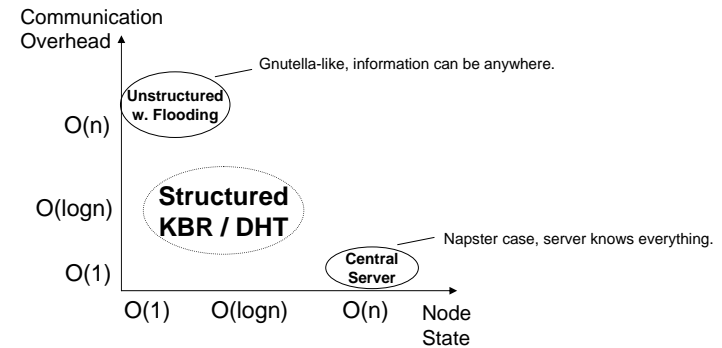 Communication
Overhead
Gnutella-like, information can be anywhere.
Unstructured
w. Flooding
O(n)
Structured
KBR / DHT
O(logn)
Napster case, server knows everything.
Central
Server
O(1)
O(1) O(logn) O(n) Node
State